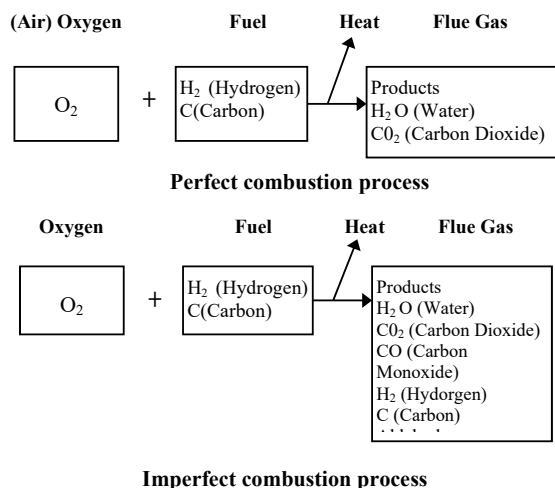 (Air) Oxygen Fuel Heat Flue Gas
O₂ + H₂ (Hydrogen)
C(Carbon)
Products
H₂ O (Water)
C0₂ (Carbon Dioxide)
Perfect combustion process
Oxygen Fuel Heat Flue Gas
O₂ + H₂ (Hydrogen)
C(Carbon)
Products
H₂ O (Water)
C0₂ (Carbon Dioxide)
CO (Carbon
Monoxide)
H₂ (Hydorgen)
C (Carbon)
Imperfect combustion process